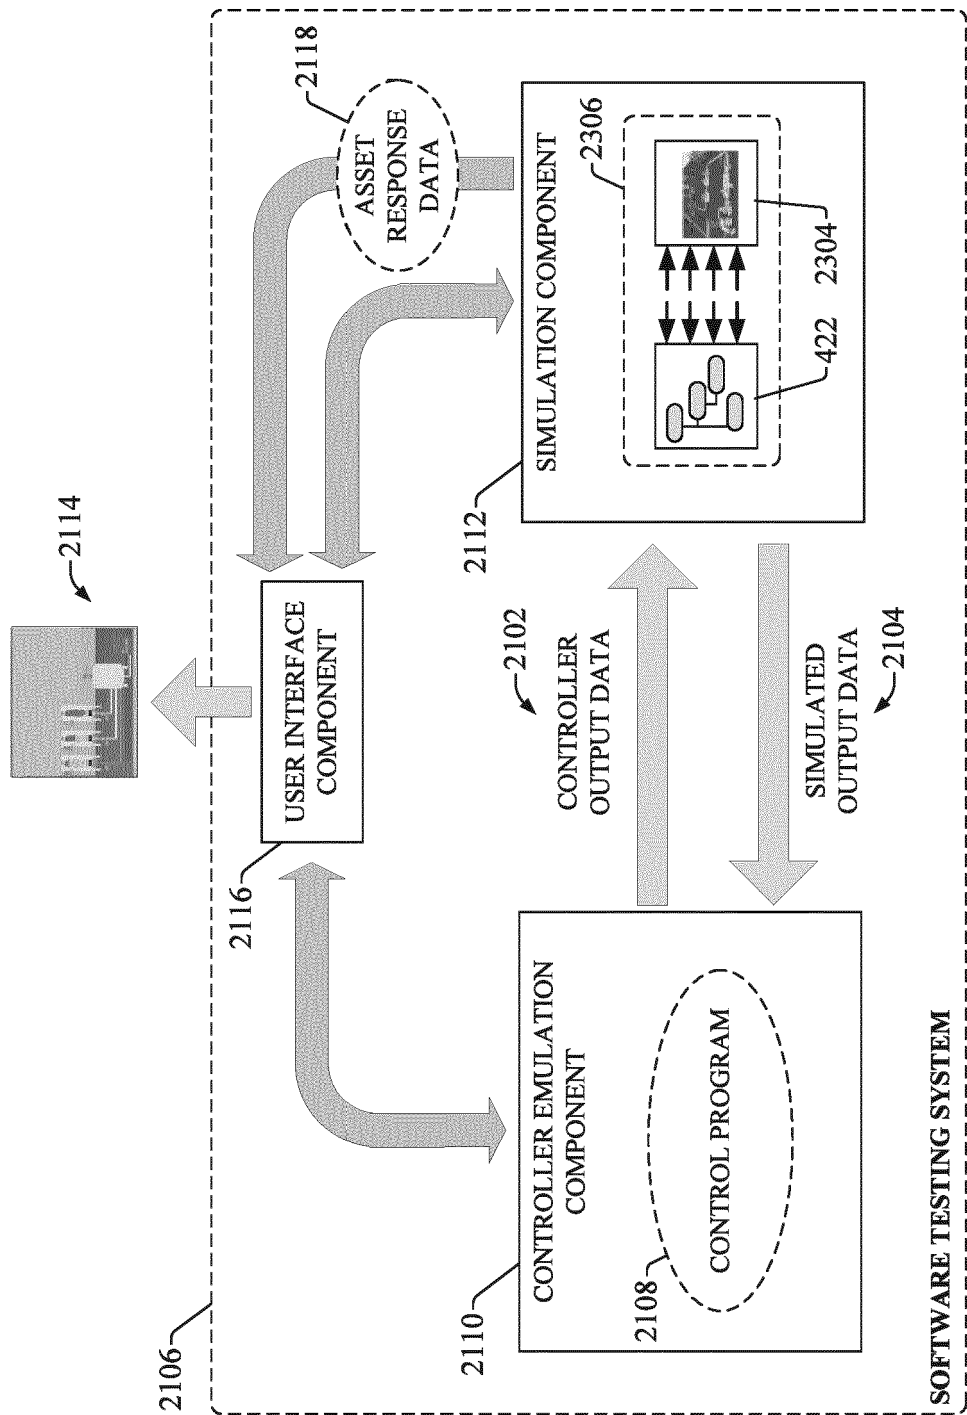 2114
2106
2116
USER INTERFACE
COMPONENT
2118
ASSET
RESPONSE
DATA
2110
CONTROLLER EMULATION
COMPONENT
2108
CONTROL PROGRAM
2102
CONTROLLER
OUTPUT DATA
SIMULATED
OUTPUT DATA
2104
2112
SIMULATION COMPONENT
2306
422
2304
SOFTWARE TESTING SYSTEM